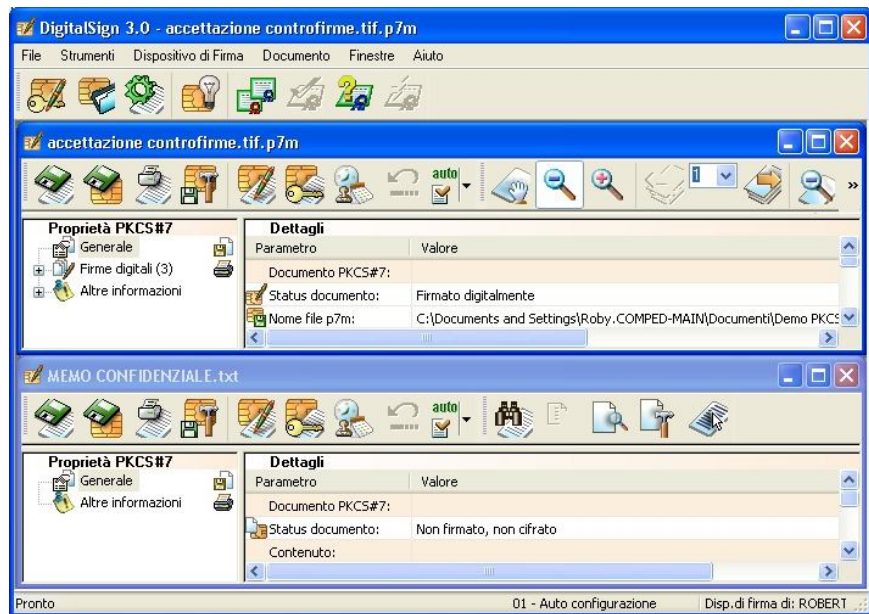 DigitalSign 3.0 - accettazione controfirme.tif.p7m
File Strumenti Dispositivo di Firma Documento Finestre Aiuto
accettazione controfirme.tif.p7m
auto 1 »
Proprietà PKCS#7
Generale
Firme digitali (3)
Altre informazioni
Dettagli
Parametro Valore
Documento PKCS#7:
Status documento: Firmato digitalmente
Nome file p7m: C:\Documents and Settings\Roby.COMPED-MAIN\Documenti\Demo PKCS
MEMO CONFIDENZIALE.txt
auto
Proprietà PKCS#7
Generale
Altre informazioni
Dettagli
Parametro Valore
Documento PKCS#7:
Status documento: Non firmato, non cifrato
Contenuto:
Pronto 01 - Auto configurazione Disp.di firma di: ROBERT